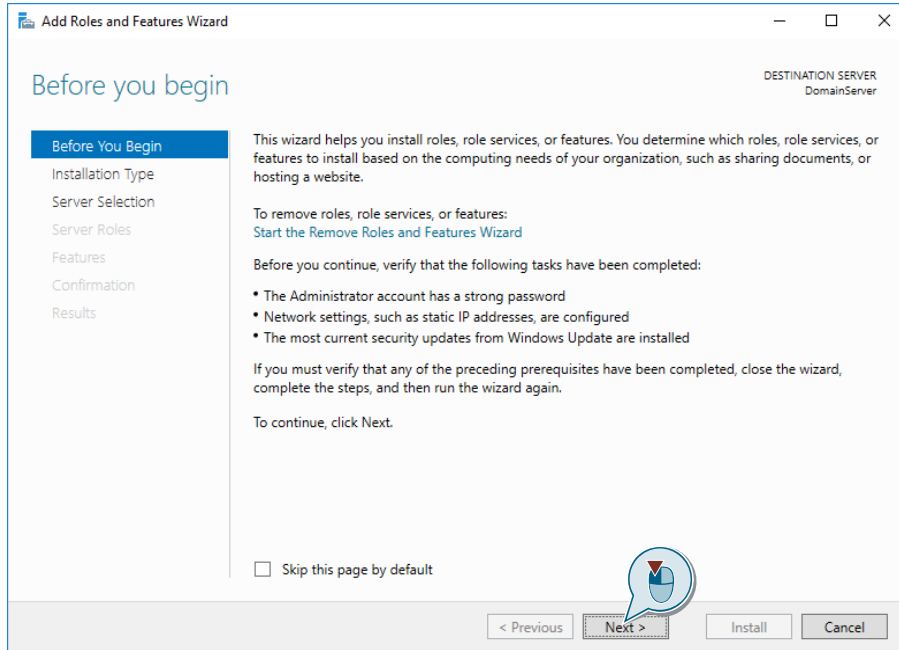 Add Roles and Features Wizard
Before you begin
DESTINATION SERVER
DomainServer
Before You Begin
Installation Type
Server Selection
Server Roles
Features
Confirmation
Results
This wizard helps you install roles, role services, or features. You determine which roles, role services, or
features to install based on the computing needs of your organization, such as sharing documents, or
hosting a website.
To remove roles, role services, or features:
Start the Remove Roles and Features Wizard
Before you continue, verify that the following tasks have been completed:
• The Administrator account has a strong password
• Network settings, such as static IP addresses, are configured
• The most current security updates from Windows Update are installed
If you must verify that any of the preceding prerequisites have been completed, close the wizard,
complete the steps, and then run the wizard again.
To continue, click Next.
Skip this page by default
< Previous
Next >
Install
Cancel